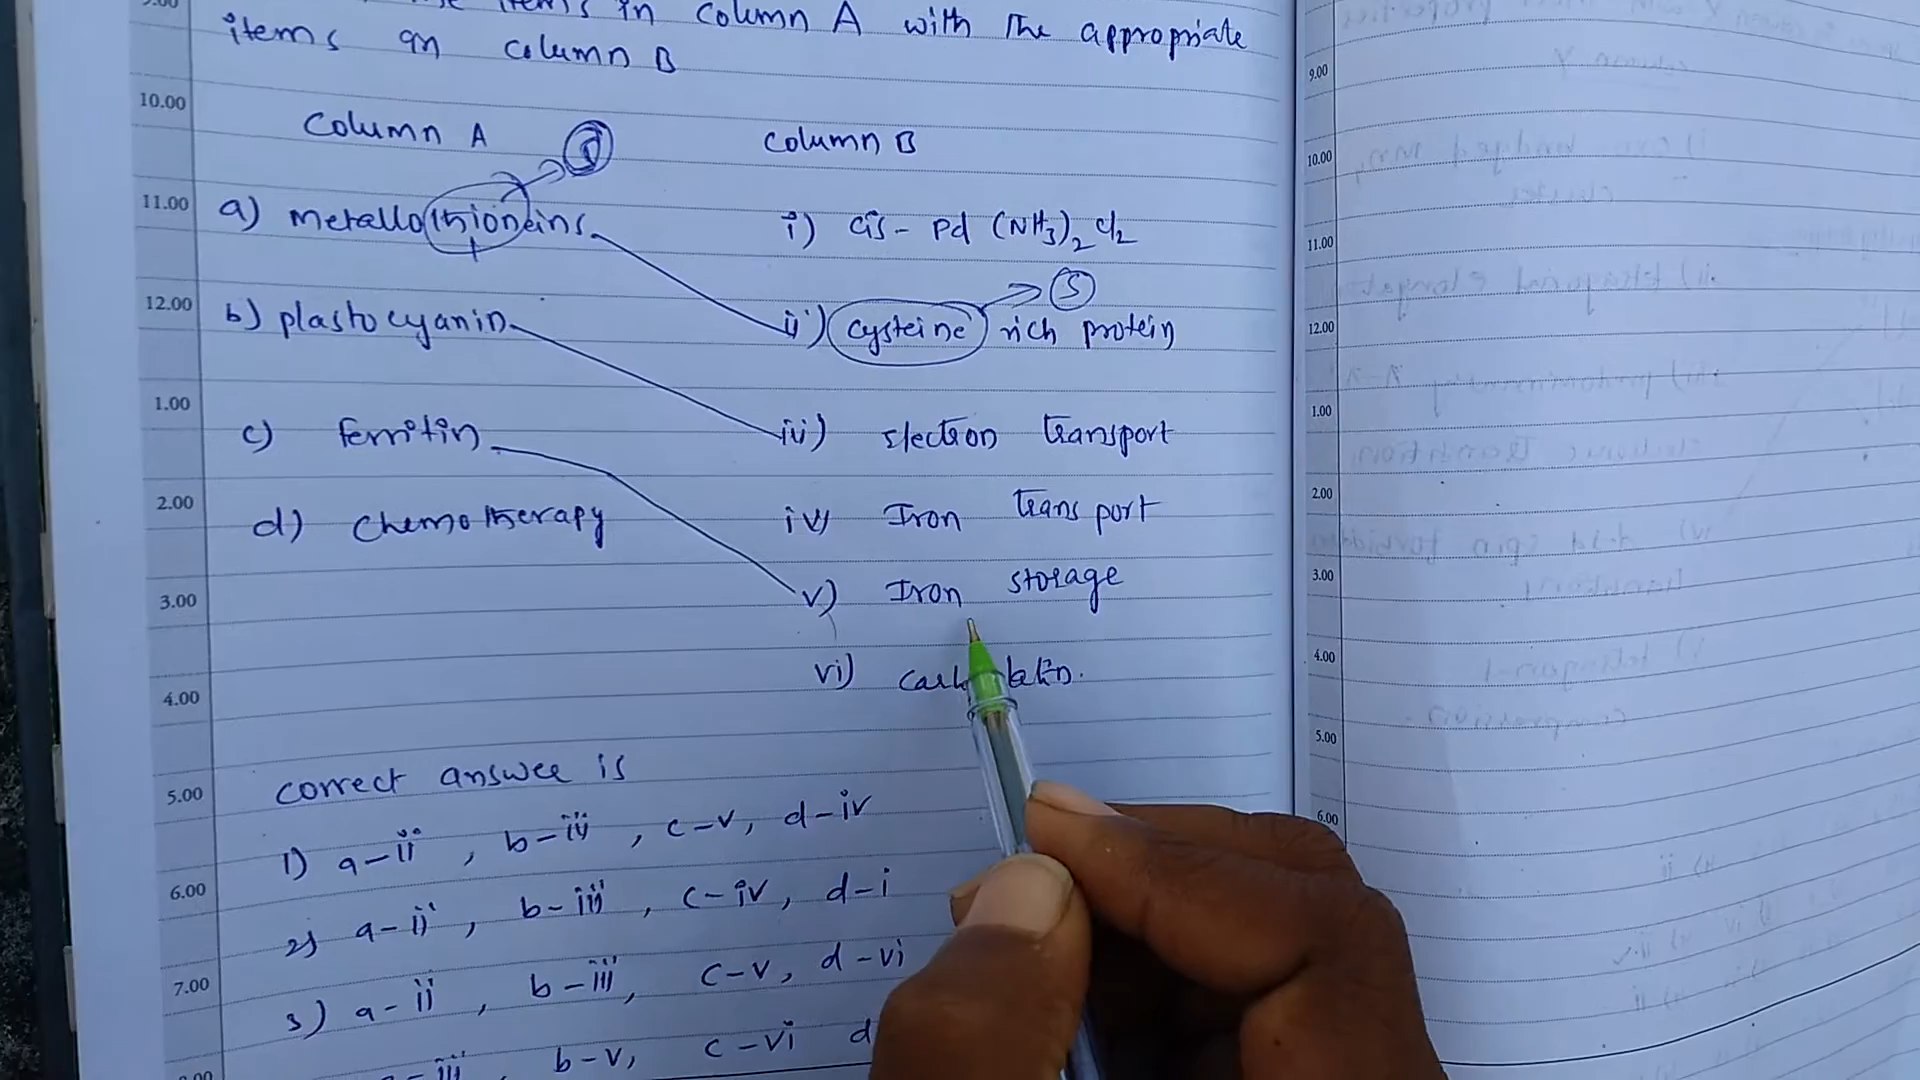 items in column A with the appropriate
items in column B
Column A
column B
S
a) metallothioneins
i) cis- Pd (NH3)2 cl2
S
b) plastocyanin
ii) cysteine rich protein
c) ferritin
iii) Electron transport
d) chemotherapy
iv) Iron transport
v) Iron storage
vi)
correct answer is
1) a-ii , b-iii , c-v, d-iv
2) a-ii , b-iii , c-iv, d-i
3) a-ii , b-iii, c-v, d-vi
-iii , b-v, c-vi d
10.00
11.00
12.00
1.00
2.00
3.00
4.00
5.00
6.00
7.00
9.00
10.00
11.00
12.00
1.00
2.00
3.00
4.00
5.00
6.00